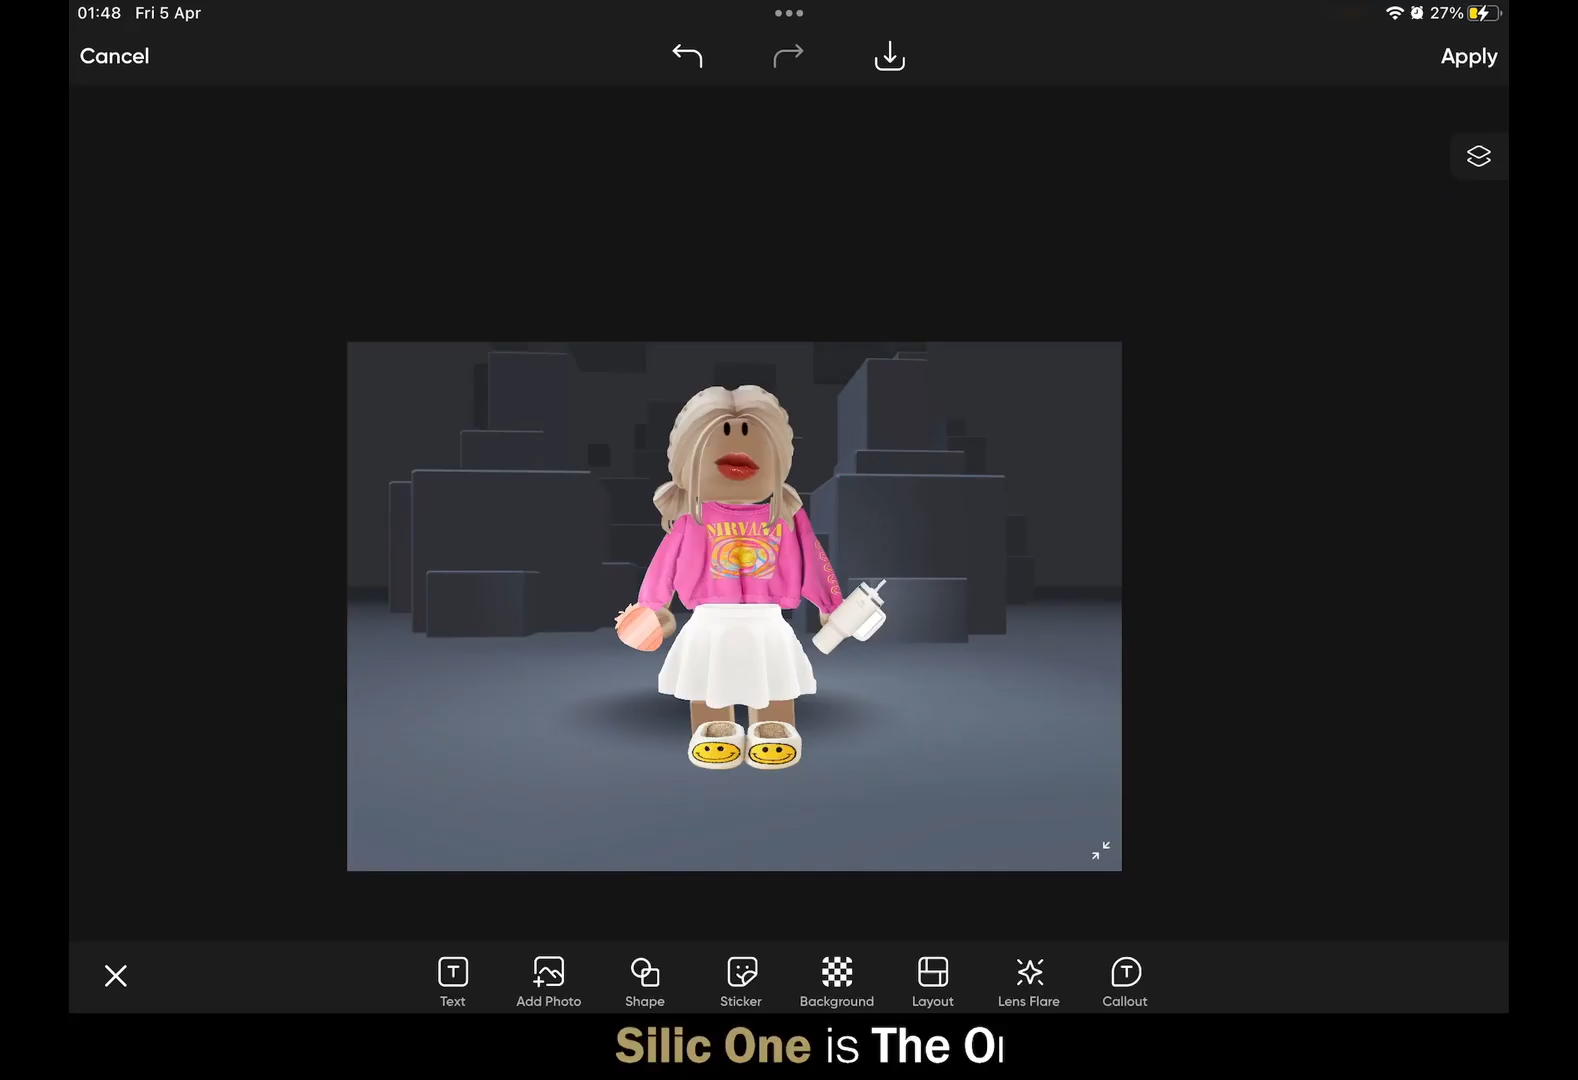 01:48 Fri 5 Apr
27%
Cancel
Apply
NIRVANA
Text
Add Photo
Shape
Sticker
Background
Layout
Lens Flare
Callout
Silic One is The